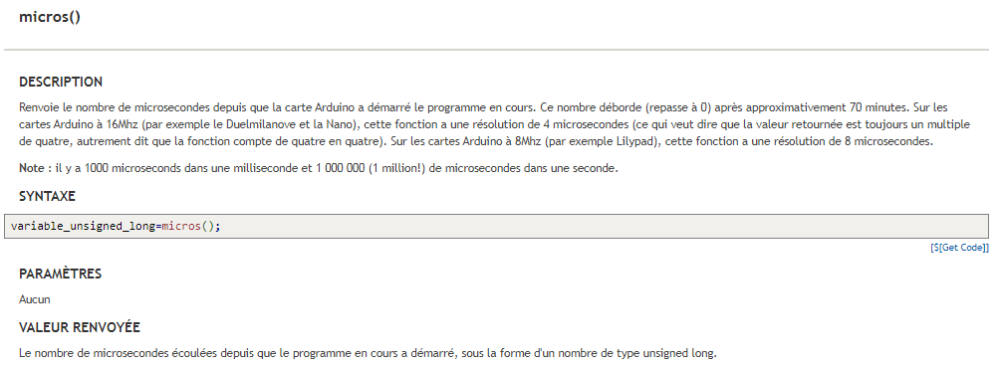 micros()
DESCRIPTION
Renvoie le nombre de microsecondes depuis que la carte Arduino a démarré le programme en cours. Ce nombre déborde (repasse à 0) après approximativement 70 minutes. Sur les
cartes Arduino à 16Mhz (par exemple le Duelmilanove et la Nano), cette fonction a une résolution de 4 microsecondes (ce qui veut dire que la valeur retournée est toujours un multiple
de quatre, autrement dit que la fonction compte de quatre en quatre). Sur les cartes Arduino à 8Mhz (par exemple Lilypad), cette fonction a une résolution de 8 microsecondes.
Note : il y a 1000 microseconds dans une milliseconde et 1 000 000 (1 million!) de microsecondes dans une seconde.
SYNTAXE
variable_unsigned_long=micros();
[$[Get Code]]
PARAMÈTRES
Aucun
VALEUR RENVOYÉE
Le nombre de microsecondes écoulées depuis que le programme en cours a démarré, sous la forme d'un nombre de type unsigned long.